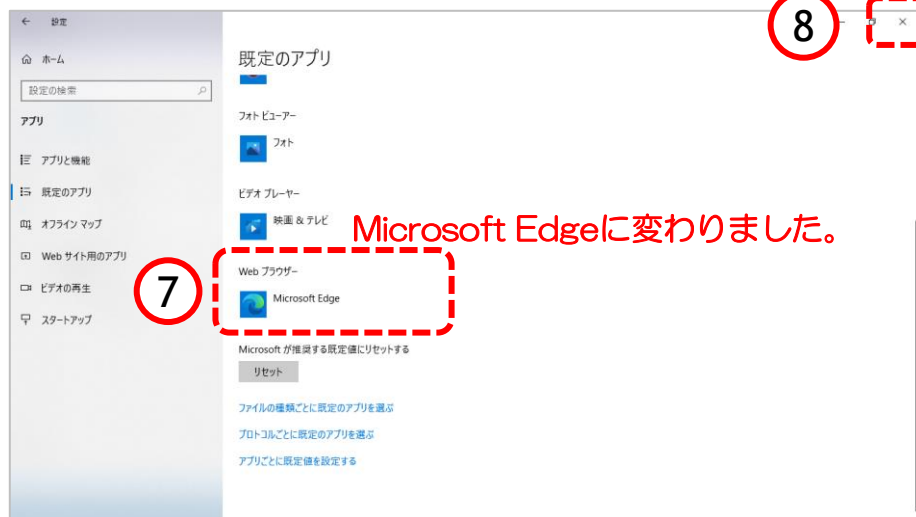 設定
8
ホーム
設定の検索
アプリ
アプリと機能
既定のアプリ
オフライン マップ
Web サイト用のアプリ
ビデオの再生
スタートアップ
既定のアプリ
フォト ビューアー
フォト
ビデオ プレーヤー
映画 & テレビ
Microsoft Edgeに変わりました。
7
Web ブラウザー
Microsoft Edge
Microsoft が推奨する既定値にリセットする
リセット
ファイルの種類ごとに既定のアプリを選ぶ
プロトコルごとに既定のアプリを選ぶ
アプリごとに既定値を設定する